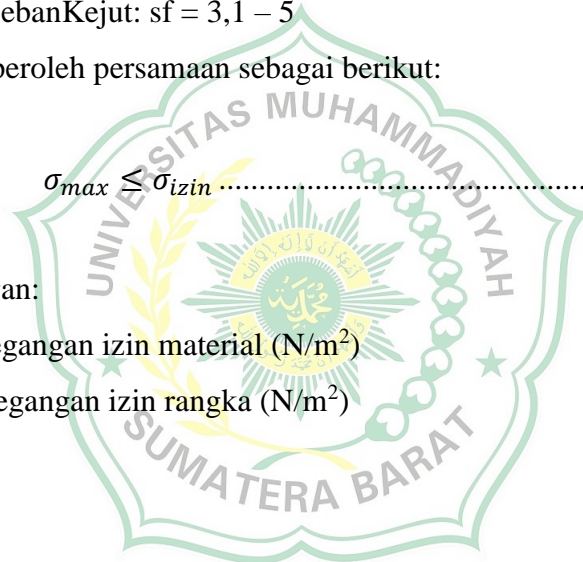 ebanKejut: sf = 3,1 – 5
peroleh persamaan sebagai berikut:
σmax ≤ σizin ..............................................
an:
egangan izin material (N/m²)
egangan izin rangka (N/m²)
UNIVERSITAS MUHAMMADIYAH
SUMATERA BARAT